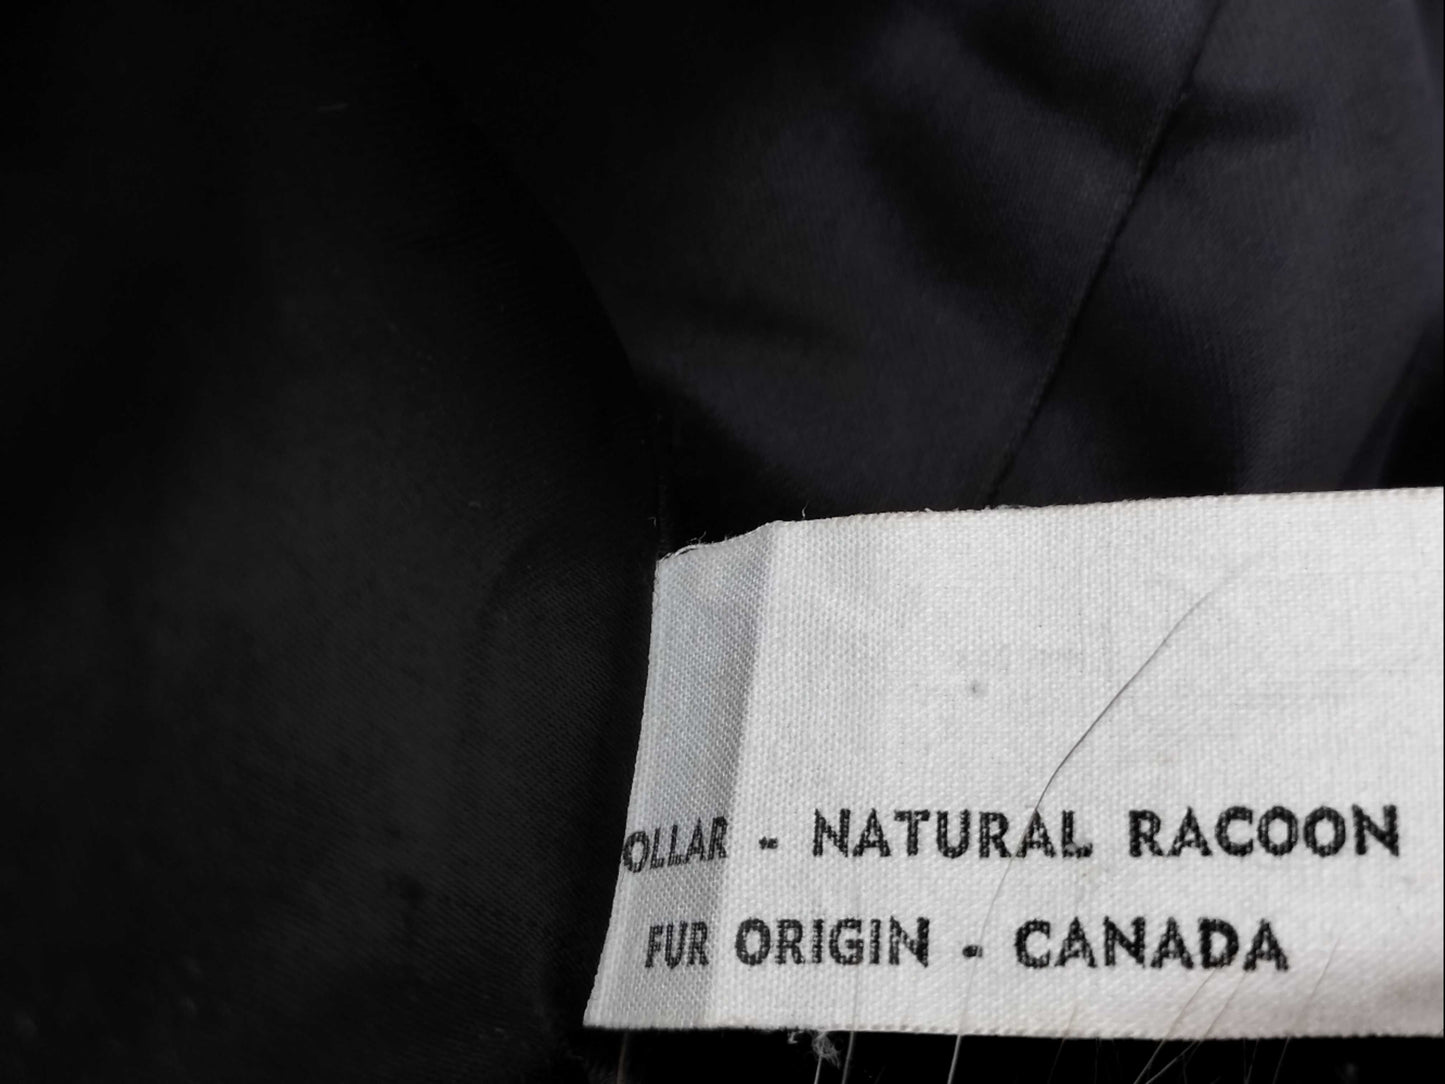 OLLAR - NATURAL RACOON
FUR ORIGIN - CANADA